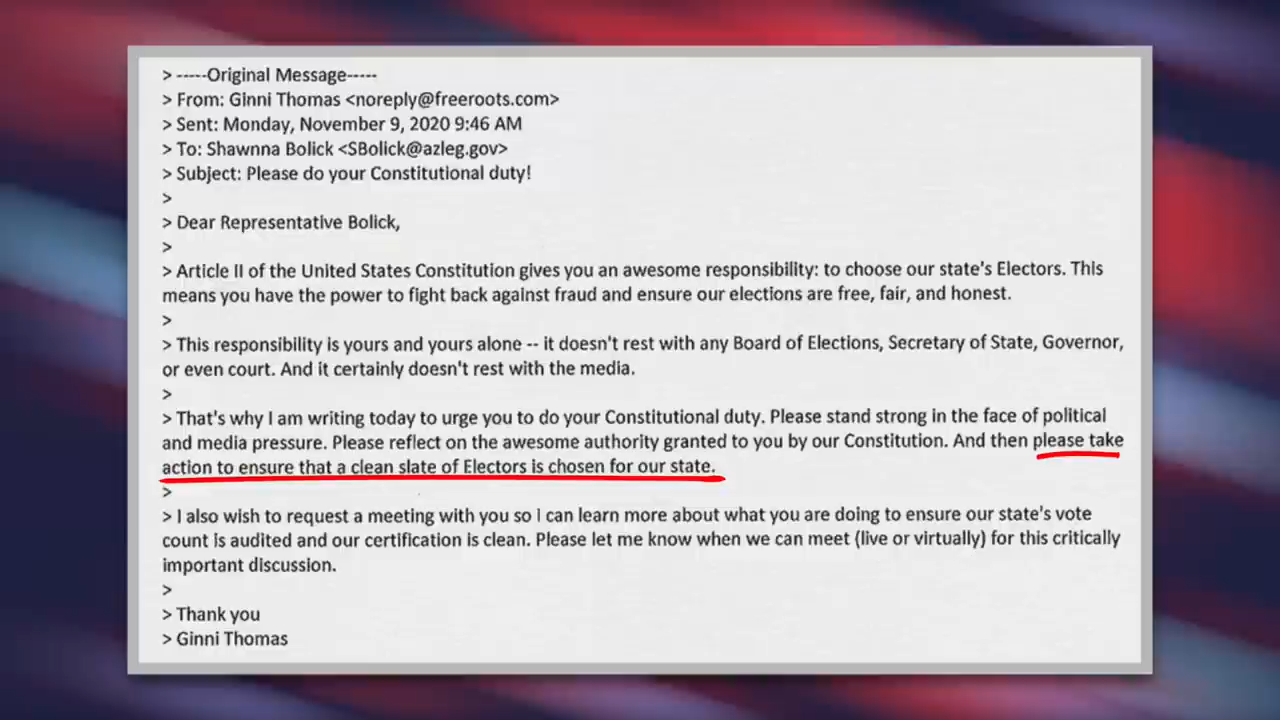 > -----Original Message-----
> From: Ginni Thomas <noreply@freeroots.com>
> Sent: Monday, November 9, 2020 9:46 AM
> To: Shawnna Bolick <SBolick@azleg.gov>
> Subject: Please do your Constitutional duty!
>
> Dear Representative Bolick,
>
> Article II of the United States Constitution gives you an awesome responsibility: to choose our state's Electors. This
means you have the power to fight back against fraud and ensure our elections are free, fair, and honest.
>
> This responsibility is yours and yours alone -- it doesn't rest with any Board of Elections, Secretary of State, Governor,
or even court. And it certainly doesn't rest with the media.
>
> That's why I am writing today to urge you to do your Constitutional duty. Please stand strong in the face of political
and media pressure. Please reflect on the awesome authority granted to you by our Constitution. And then please take
action to ensure that a clean slate of Electors is chosen for our state.
>
> I also wish to request a meeting with you so I can learn more about what you are doing to ensure our state's vote
count is audited and our certification is clean. Please let me know when we can meet (live or virtually) for this critically
important discussion.
>
> Thank you
> Ginni Thomas